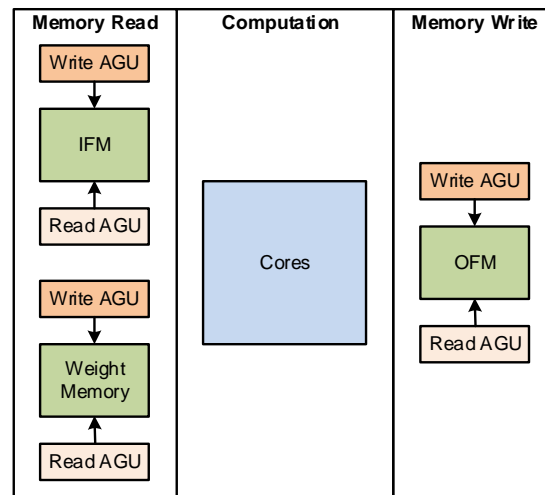 Memory Read
Computation
Memory Write
Write AGU
IFM
Read AGU
Write AGU
Weight
Memory
Read AGU
Cores
Write AGU
OFM
Read AGU